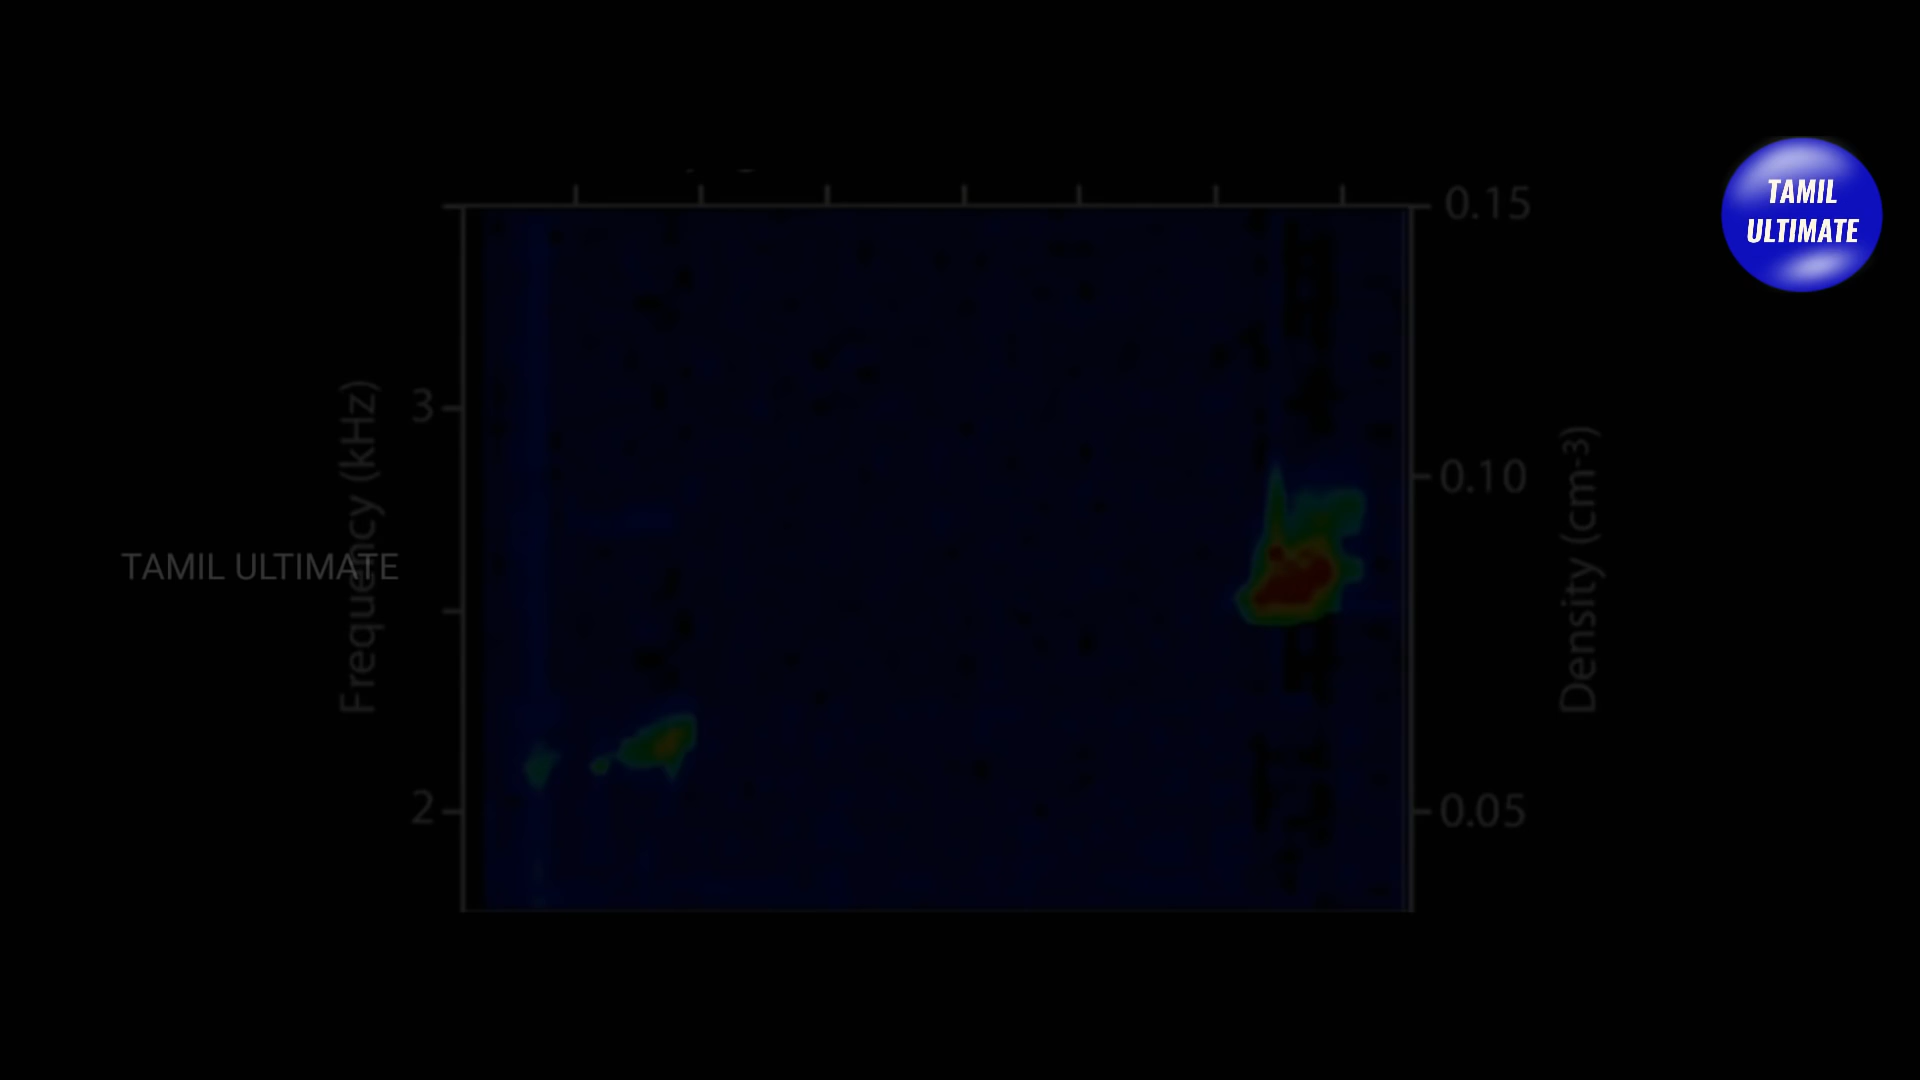 TAMIL
ULTIMATE
0.15
3
Frequency (kHz)
0.10
Density (cm-3)
TAMIL ULTIMATE
2
0.05